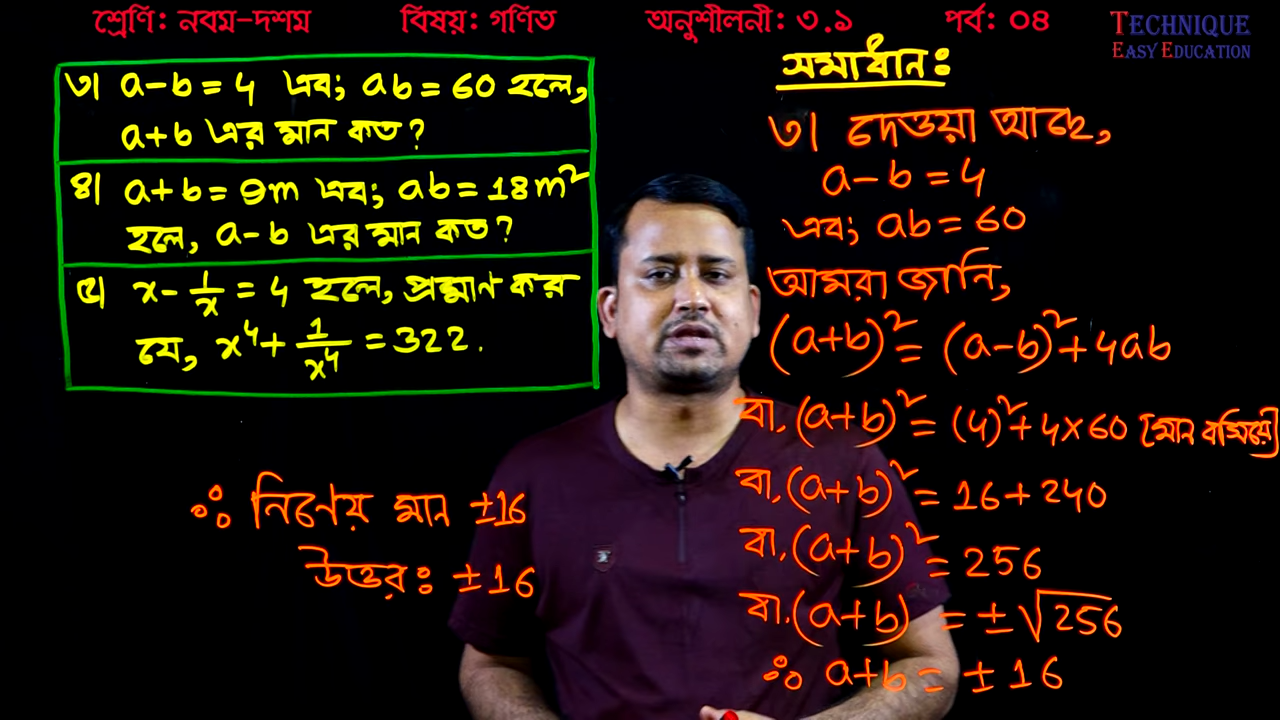 শ্রেণি: নবম-দশম বিষয়: গণিত অনুশীলনী: ৩.১ পর্ব: ০৪
TECHNIQUE
EASY EDUCATION
৩। a-b=4 এবং ab=60 হলে,
a+b এর মান কত?
৪। a+b=9m এবং ab=18m²
হলে, a-b এর মান কত?
৫। x-1/x=4 হলে, প্রমাণ কর
যে, x⁴+1/x⁴=322.
সমাধান:
৩। দেওয়া আছে,
a-b=4
এবং ab=60
আমরা জানি,
(a+b)²=(a-b)²+4ab
বা, (a+b)²=(4)²+4×60 [মান বসিয়ে]
বা, (a+b)²=16+240
বা, (a+b)²=256
বা, (a+b)=±√256
∴ a+b=±16
∴ নির্ণেয় মান ±16
উত্তর: ±16